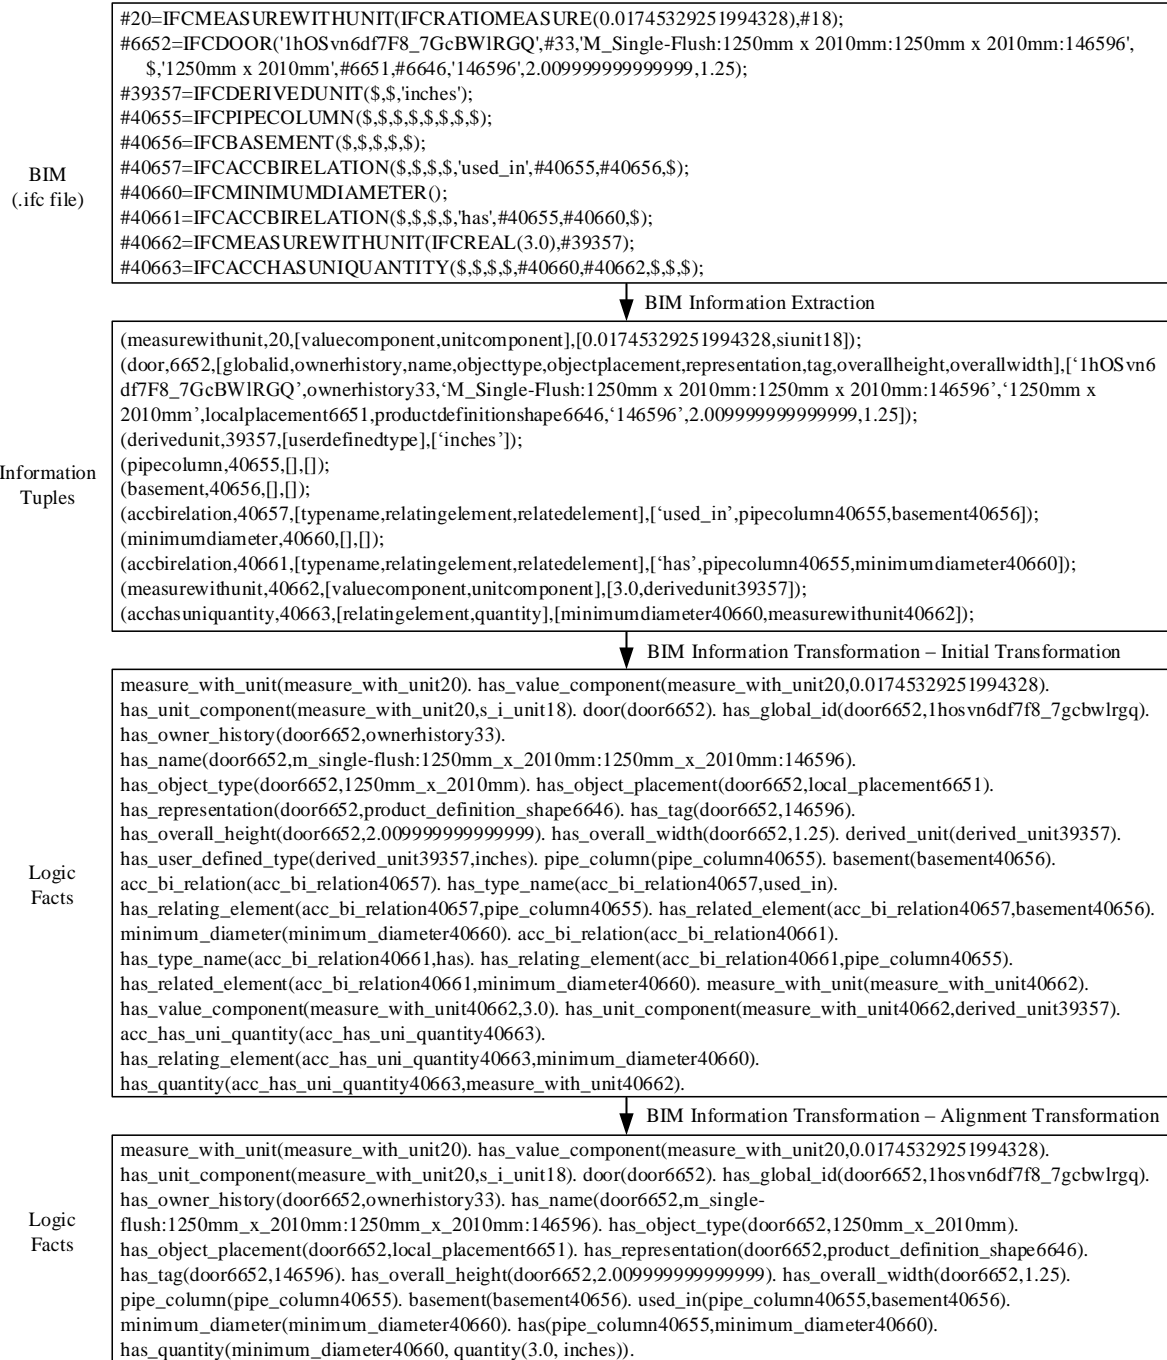 #20=IFCMEASUREWITHUNIT(IFCRATIOMEASURE(0.01745329251994328),#18);
#6652=IFCDOOR('1hOSvn6df7F8_7GcBWlRGQ',#33,'M_Single-Flush:1250mm x 2010mm:1250mm x 2010mm:146596',
$,'1250mm x 2010mm',#6651,#6646,'146596',2.009999999999999,1.25);
#39357=IFCDERIVEDUNIT($,$,'inches');
#40655=IFCPIPECOLUMN($,$,$,$,$,$,$,$,$);
#40656=IFCBASEMENT($,$,$,$,$);
#40657=IFCACCBIRELATION($,$,$,$,'used_in',#40655,#40656,$);
#40660=IFCMINIMUMDIAMETER();
#40661=IFCACCBIRELATION($,$,$,$,'has',#40655,#40660,$);
#40662=IFCMEASUREWITHUNIT(IFCREAL(3.0),#39357);
#40663=IFCACCHASUNIQUANTITY($,$,$,$,#40660,#40662,$,$,$);
BIM
(.ifc file)
BIM Information Extraction
(measurewithunit,20,[valuecomponent,unitcomponent],[0.01745329251994328,siunit18]);
(door,6652,[globalid,ownerhistory,name,objecttype,objectplacement,representation,tag,overallheight,overallwidth],[‘1hOSvn6
df7F8_7GcBWlRGQ’,ownerhistory33,‘M_Single-Flush:1250mm x 2010mm:1250mm x 2010mm:146596’,‘1250mm x
2010mm’,localplacement6651,productdefinitionshape6646,‘146596’,2.009999999999999,1.25]);
(derivedunit,39357,[userdefinedtype],[‘inches’]);
(pipecolumn,40655,[],[]);
(basement,40656,[],[]);
(accbirelation,40657,[typename,relatingelement,relatedelement],[‘used_in’,pipecolumn40655,basement40656]);
(minimumdiameter,40660,[],[]);
(accbirelation,40661,[typename,relatingelement,relatedelement],[‘has’,pipecolumn40655,minimumdiameter40660]);
(measurewithunit,40662,[valuecomponent,unitcomponent],[3.0,derivedunit39357]);
(acchasuniquantity,40663,[relatingelement,quantity],[minimumdiameter40660,measurewithunit40662]);
Information
Tuples
BIM Information Transformation – Initial Transformation
measure_with_unit(measure_with_unit20). has_value_component(measure_with_unit20,0.01745329251994328).
has_unit_component(measure_with_unit20,s_i_unit18). door(door6652). has_global_id(door6652,1hosvn6df7f8_7gcbwlrgq).
has_owner_history(door6652,ownerhistory33).
has_name(door6652,m_single-flush:1250mm_x_2010mm:1250mm_x_2010mm:146596).
has_object_type(door6652,1250mm_x_2010mm). has_object_placement(door6652,local_placement6651).
has_representation(door6652,product_definition_shape6646). has_tag(door6652,146596).
has_overall_height(door6652,2.009999999999999). has_overall_width(door6652,1.25). derived_unit(derived_unit39357).
has_user_defined_type(derived_unit39357,inches). pipe_column(pipe_column40655). basement(basement40656).
acc_bi_relation(acc_bi_relation40657). has_type_name(acc_bi_relation40657,used_in).
has_relating_element(acc_bi_relation40657,pipe_column40655). has_related_element(acc_bi_relation40657,basement40656).
minimum_diameter(minimum_diameter40660). acc_bi_relation(acc_bi_relation40661).
has_type_name(acc_bi_relation40661,has). has_relating_element(acc_bi_relation40661,pipe_column40655).
has_related_element(acc_bi_relation40661,minimum_diameter40660). measure_with_unit(measure_with_unit40662).
has_value_component(measure_with_unit40662,3.0). has_unit_component(measure_with_unit40662,derived_unit39357).
acc_has_uni_quantity(acc_has_uni_quantity40663).
has_relating_element(acc_has_uni_quantity40663,minimum_diameter40660).
has_quantity(acc_has_uni_quantity40663,measure_with_unit40662).
Logic
Facts
BIM Information Transformation – Alignment Transformation
measure_with_unit(measure_with_unit20). has_value_component(measure_with_unit20,0.01745329251994328).
has_unit_component(measure_with_unit20,s_i_unit18). door(door6652). has_global_id(door6652,1hosvn6df7f8_7gcbwlrgq).
has_owner_history(door6652,ownerhistory33). has_name(door6652,m_single-
flush:1250mm_x_2010mm:1250mm_x_2010mm:146596). has_object_type(door6652,1250mm_x_2010mm).
has_object_placement(door6652,local_placement6651). has_representation(door6652,product_definition_shape6646).
has_tag(door6652,146596). has_overall_height(door6652,2.009999999999999). has_overall_width(door6652,1.25).
pipe_column(pipe_column40655). basement(basement40656). used_in(pipe_column40655,basement40656).
minimum_diameter(minimum_diameter40660). has(pipe_column40655,minimum_diameter40660).
has_quantity(minimum_diameter40660, quantity(3.0, inches)).
Logic
Facts